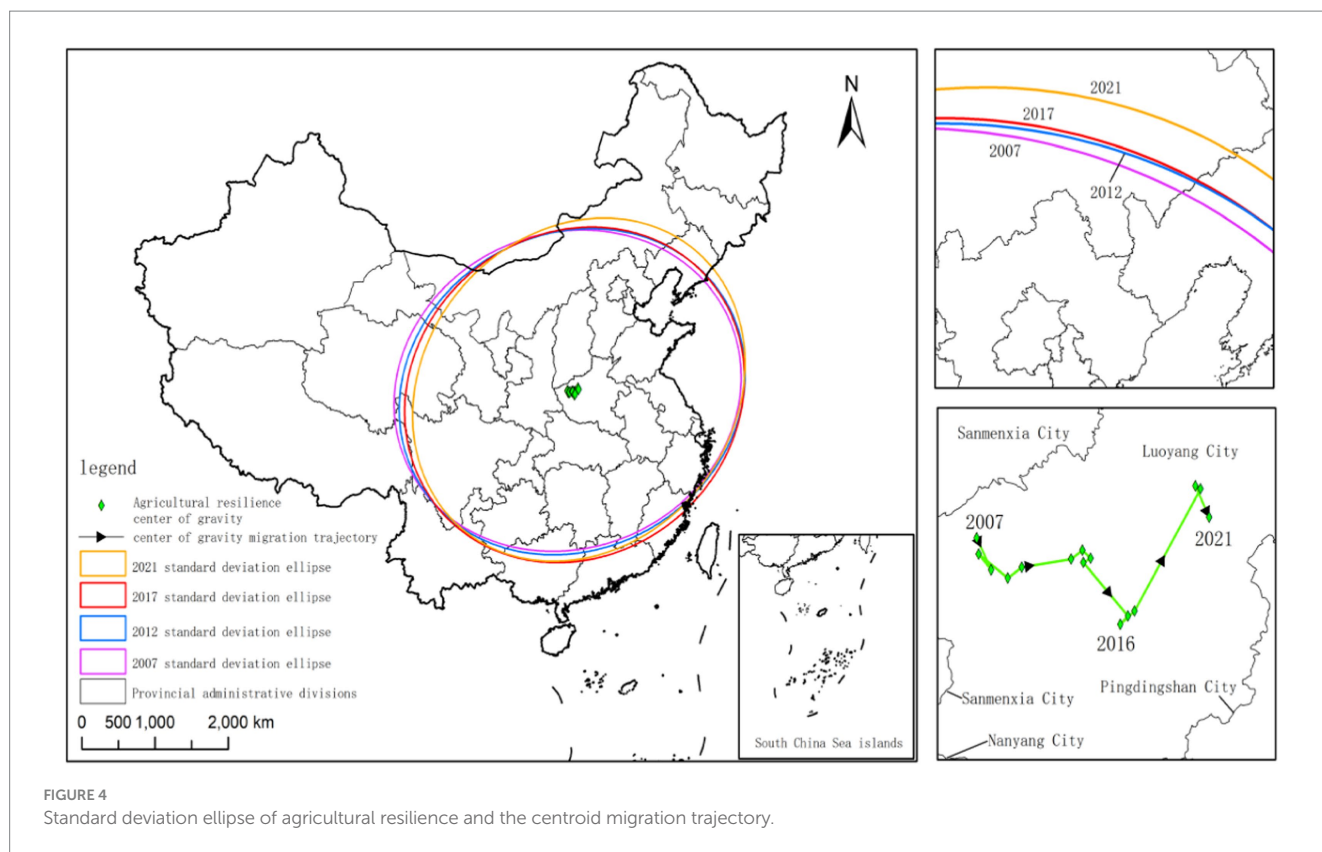 N
legend
Agricultural resilience
center of gravity
center of gravity migration trajectory
2021 standard deviation ellipse
2017 standard deviation ellipse
2012 standard deviation ellipse
2007 standard deviation ellipse
Provincial administrative divisions
0 500 1,000 2,000 km
South China Sea islands
2021
2017
2007
2012
Sanmenxia City
Luoyang City
2007
2021
2016
Pingdingshan City
Sanmenxia City
Nanyang City
FIGURE 4
Standard deviation ellipse of agricultural resilience and the centroid migration trajectory.